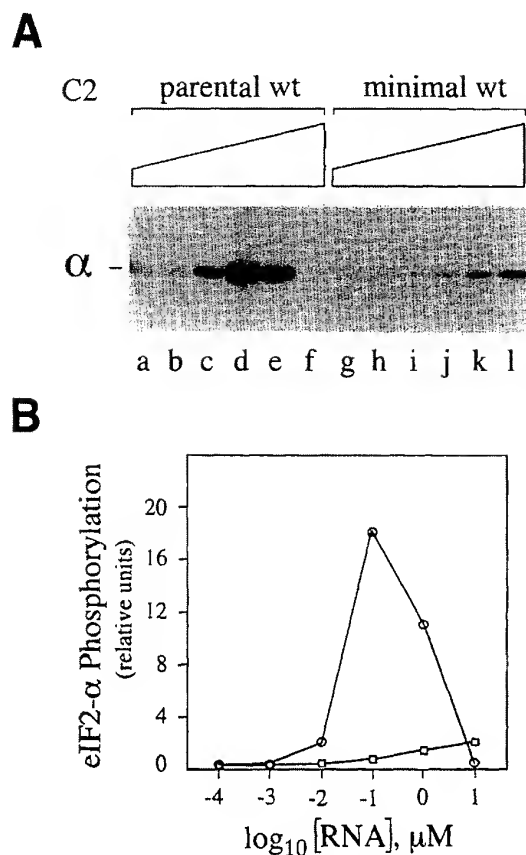 A
C2 parental wt minimal wt
α –
a b c d e f g h i j k l
B
eIF2-α Phosphorylation
(relative units)
20
16
12
8
4
0
-4 -3 -2 -1 0 1
log10 [RNA], μM